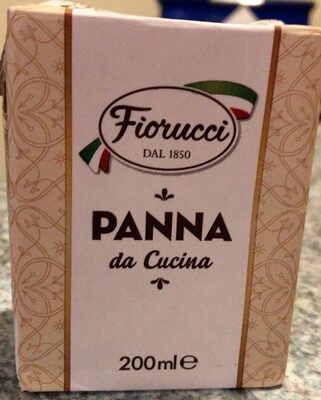 Fiorucci
DAL 1850
PANNA
da Cucina
200ml℮